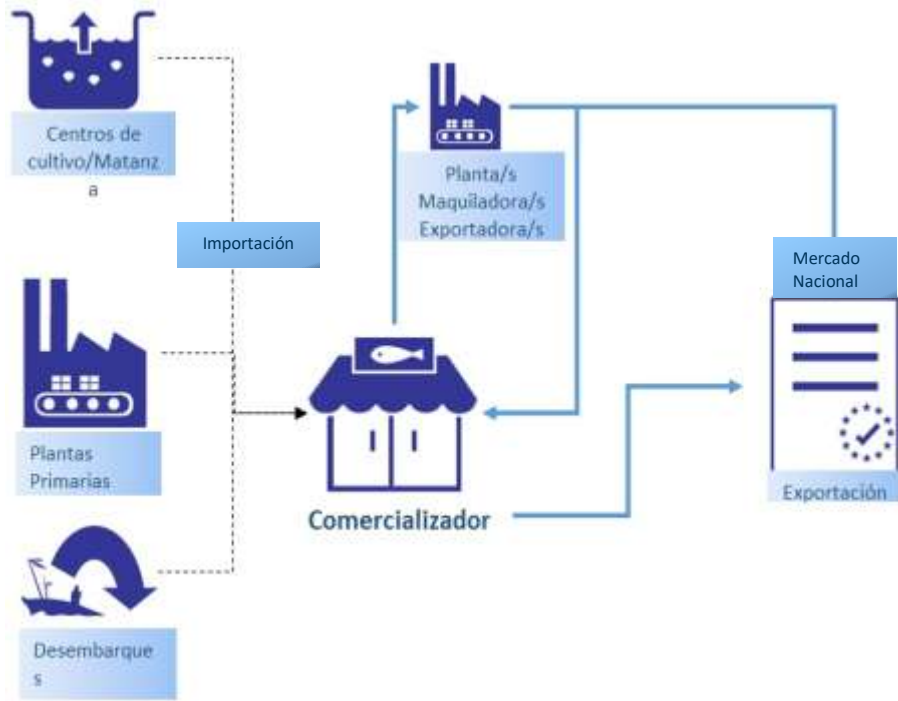 Centros de
cultivo/Matanz
a
Importación
Plantas
Primarias
Desembarque
s
Planta/s
Maquiladora/s
Exportadora/s
Comercializador
Mercado
Nacional
Exportación